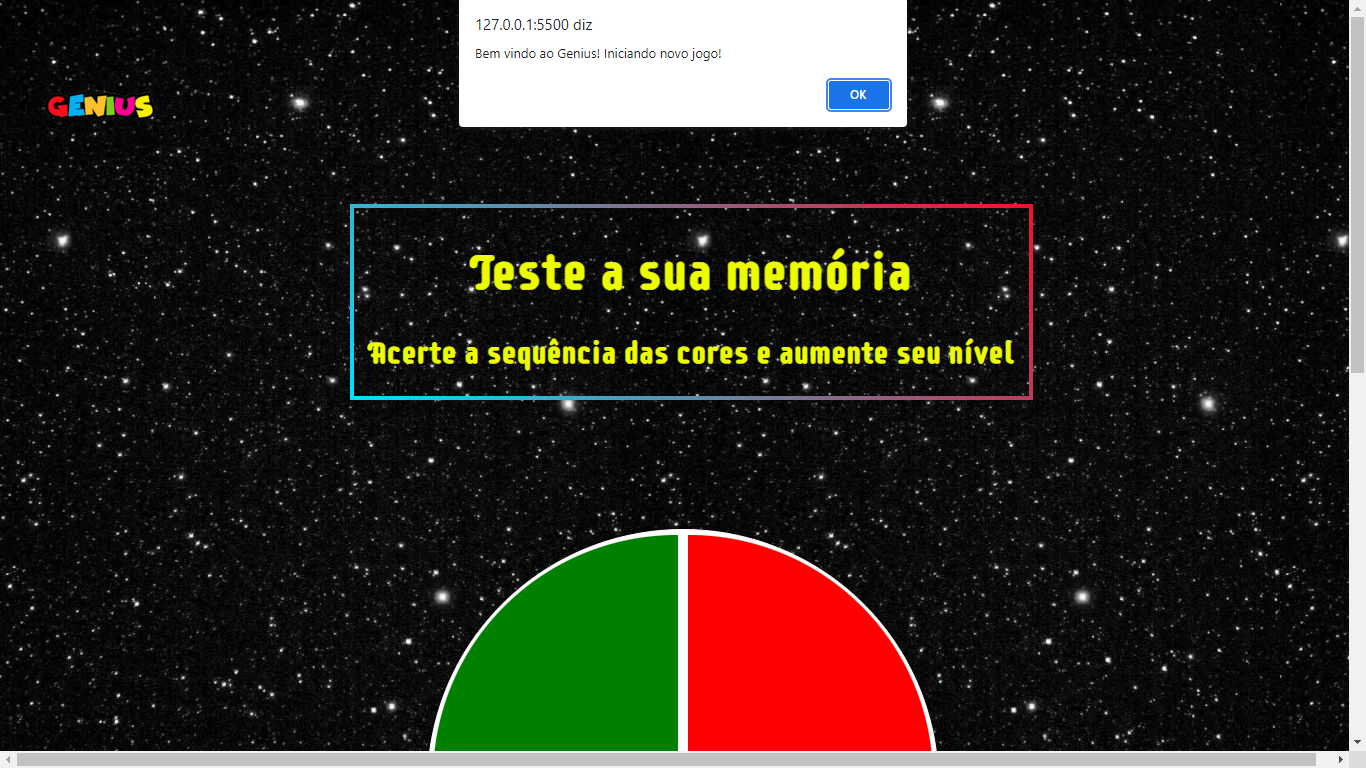 127.0.0.1:5500 diz
Bem vindo ao Genius! Iniciando novo jogo!
OK
GENIUS
Teste a sua memória
Acerte a sequência das cores e aumente seu nível